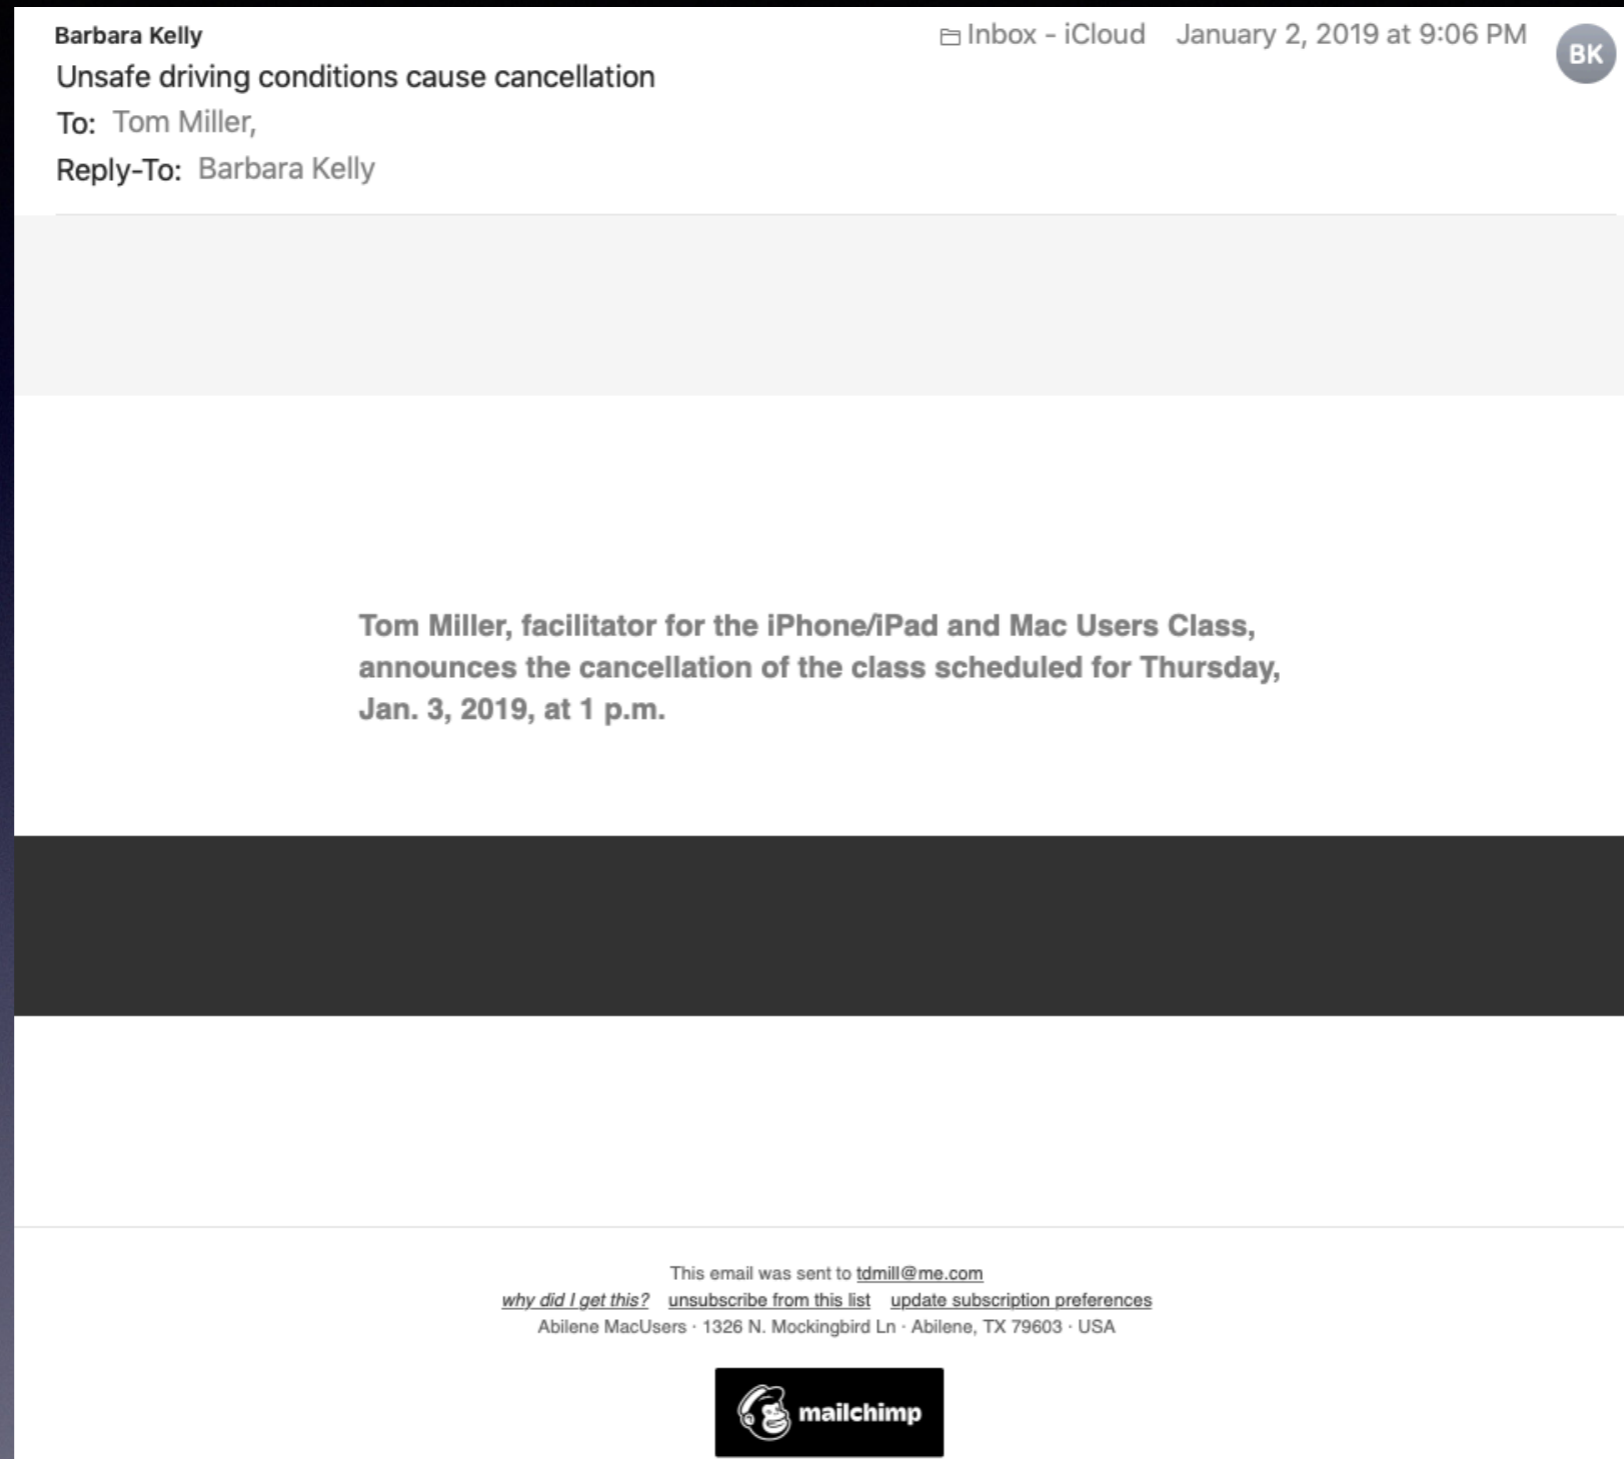 Barbara Kelly
Inbox - iCloud January 2, 2019 at 9:06 PM
BK
Unsafe driving conditions cause cancellation
To: Tom Miller,
Reply-To: Barbara Kelly
Tom Miller, facilitator for the iPhone/iPad and Mac Users Class,
announces the cancellation of the class scheduled for Thursday,
Jan. 3, 2019, at 1 p.m.
This email was sent to tdmill@me.com
why did I get this? unsubscribe from this list update subscription preferences
Abilene MacUsers · 1326 N. Mockingbird Ln · Abilene, TX 79603 · USA
mailchimp